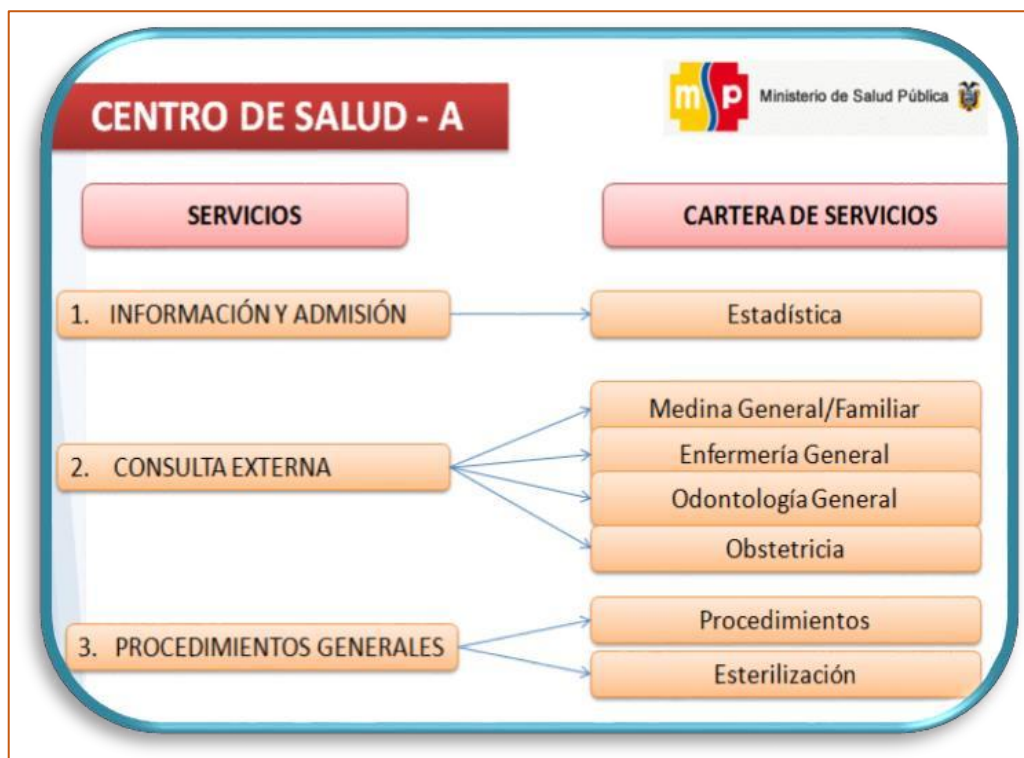 CENTRO DE SALUD - A
msp Ministerio de Salud Pública
SERVICIOS
CARTERA DE SERVICIOS
1. INFORMACIÓN Y ADMISIÓN
Estadística
2. CONSULTA EXTERNA
Medina General/Familiar
Enfermería General
Odontología General
Obstetricia
3. PROCEDIMIENTOS GENERALES
Procedimientos
Esterilización